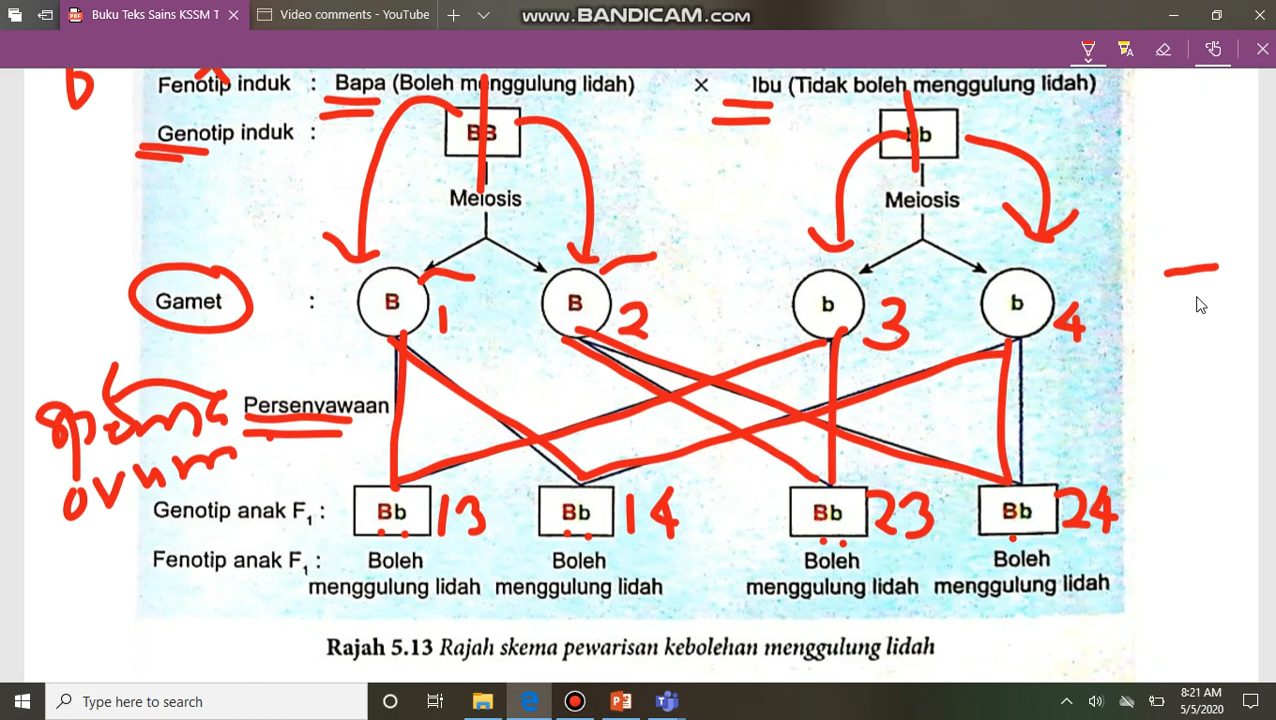 Buku Teks Sains KSSM T
Video comments - YouTube
www.BANDICAM.com
b
Fenotip induk : Bapa (Boleh menggulung lidah) × Ibu (Tidak boleh menggulung lidah)
Genotip induk : BB bb
Meiosis Meiosis
Gamet : B 1 B 2 b 3 b 4
Persenyawaan
ovum
Genotip anak F1 : Bb 13 Bb 14 Bb 23 Bb 24
Fenotip anak F1 : Boleh Boleh Boleh Boleh
menggulung lidah menggulung lidah menggulung lidah menggulung lidah
Rajah 5.13 Rajah skema pewarisan kebolehan menggulung lidah
Type here to search
8:21 AM
5/5/2020